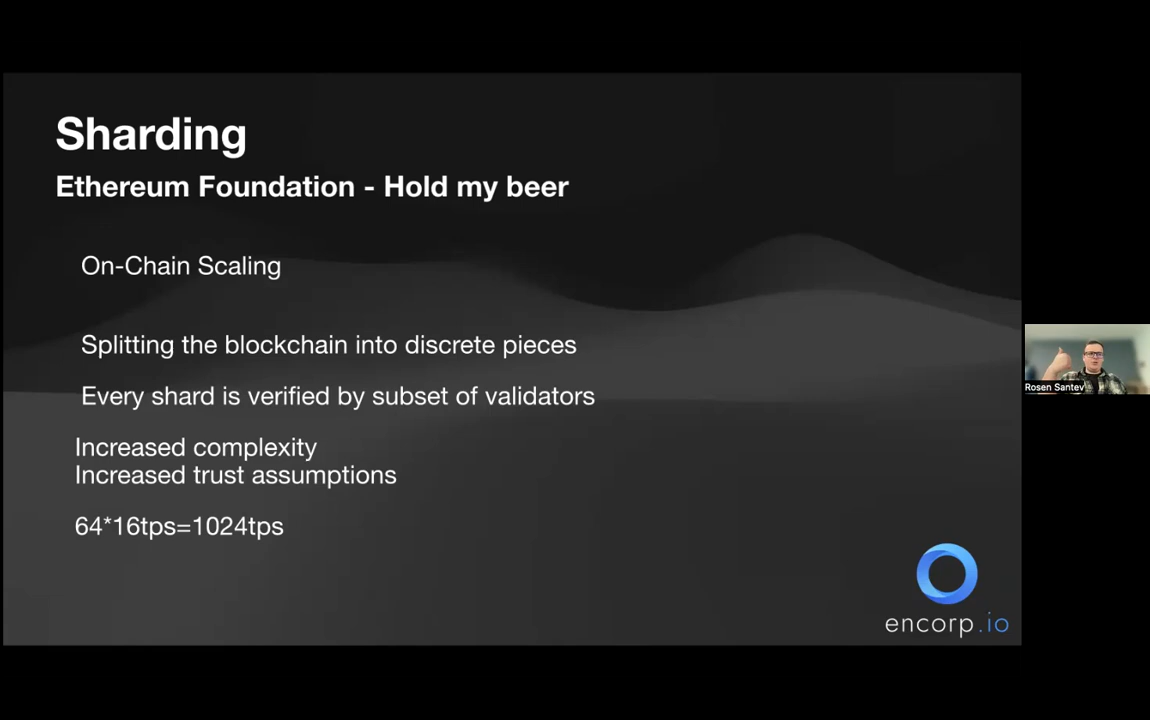 Sharding
Ethereum Foundation - Hold my beer
On-Chain Scaling
Splitting the blockchain into discrete pieces
Every shard is verified by subset of validators
Rosen Santev
Increased complexity
Increased trust assumptions
64*16tps=1024tps
encorp.io